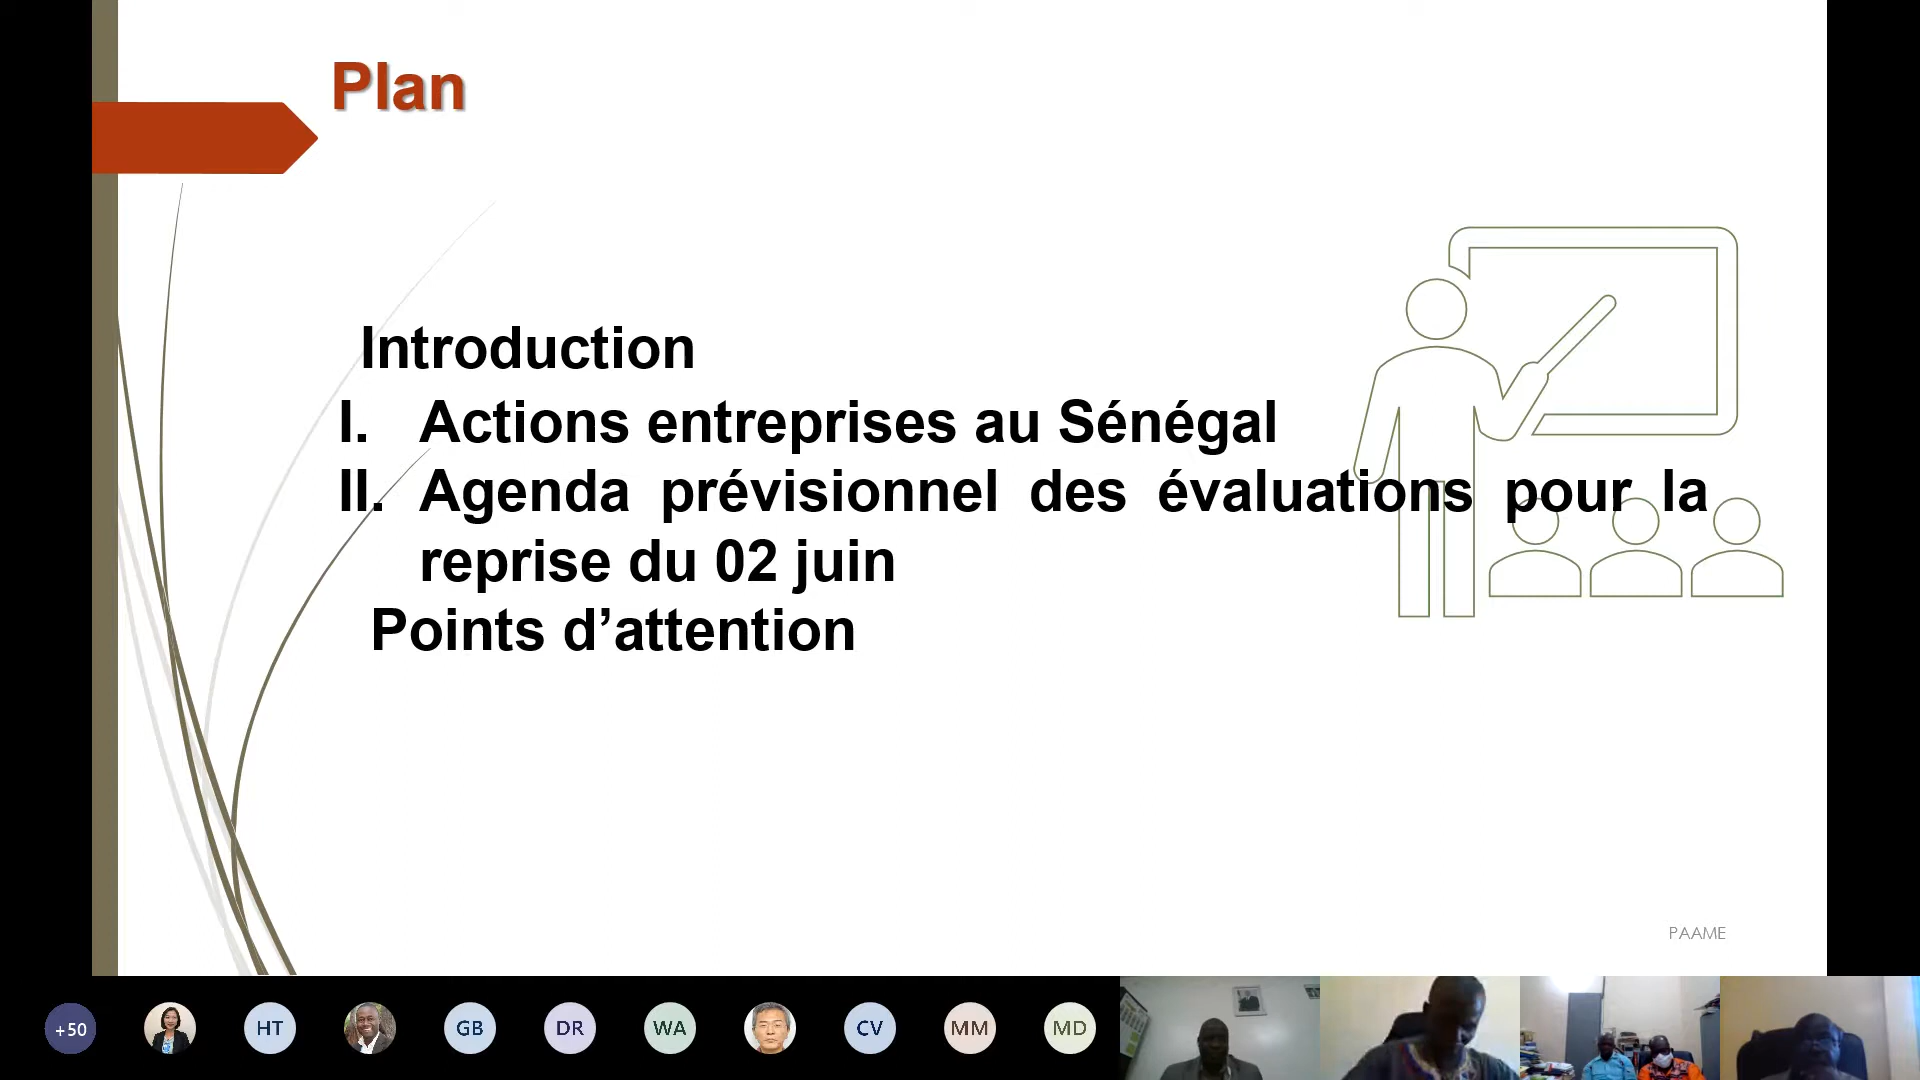 Plan
Introduction
I. Actions entreprises au Sénégal
II. Agenda prévisionnel des évaluations pour la
reprise du 02 juin
Points d’attention
PAAME
+50
HT
GB
DR
WA
CV
MM
MD